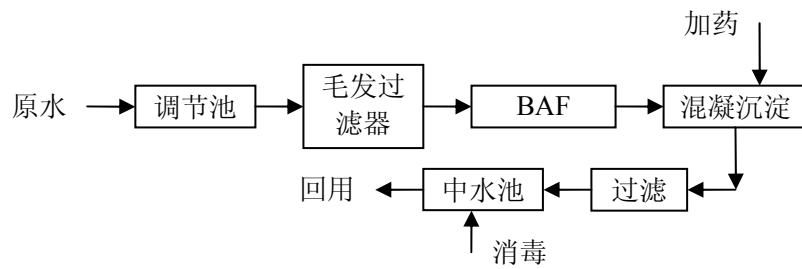 加药
原水
调节池
毛发过
滤器
BAF
混凝沉淀
回用
中水池
过滤
消毒